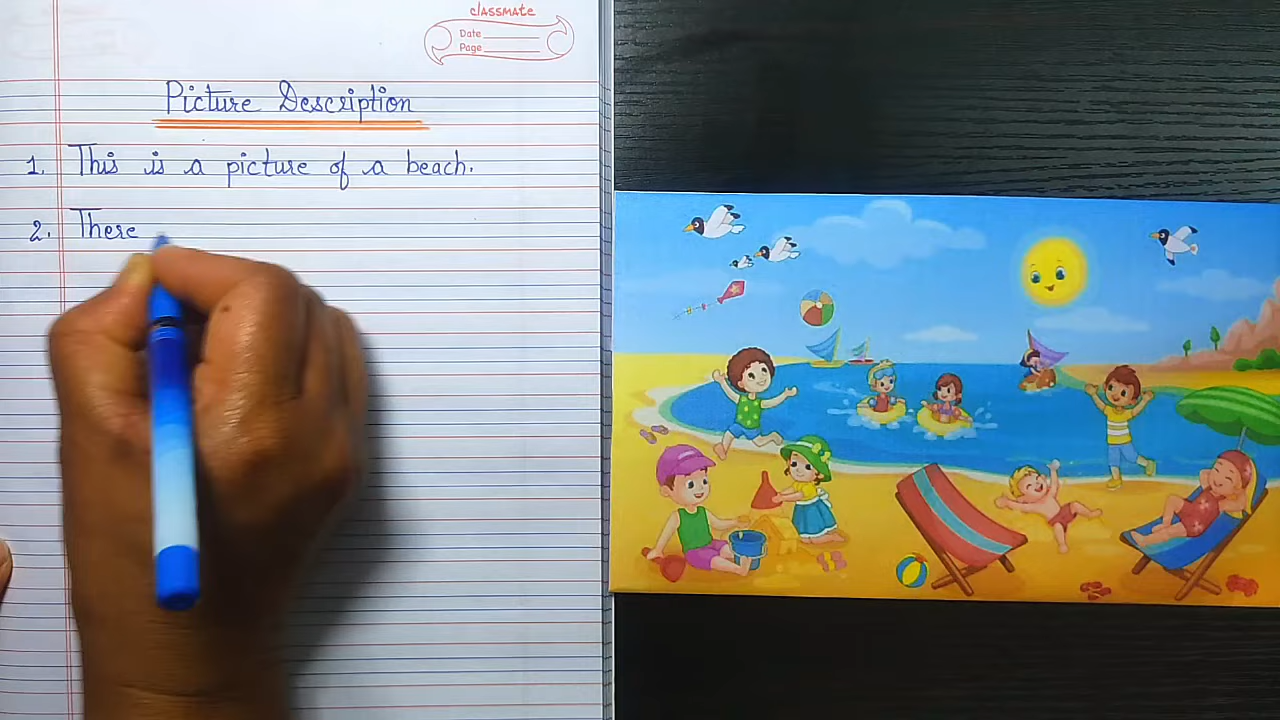 classmate
Date
Page
Picture Description
1. This is a picture of a beach.
2. There